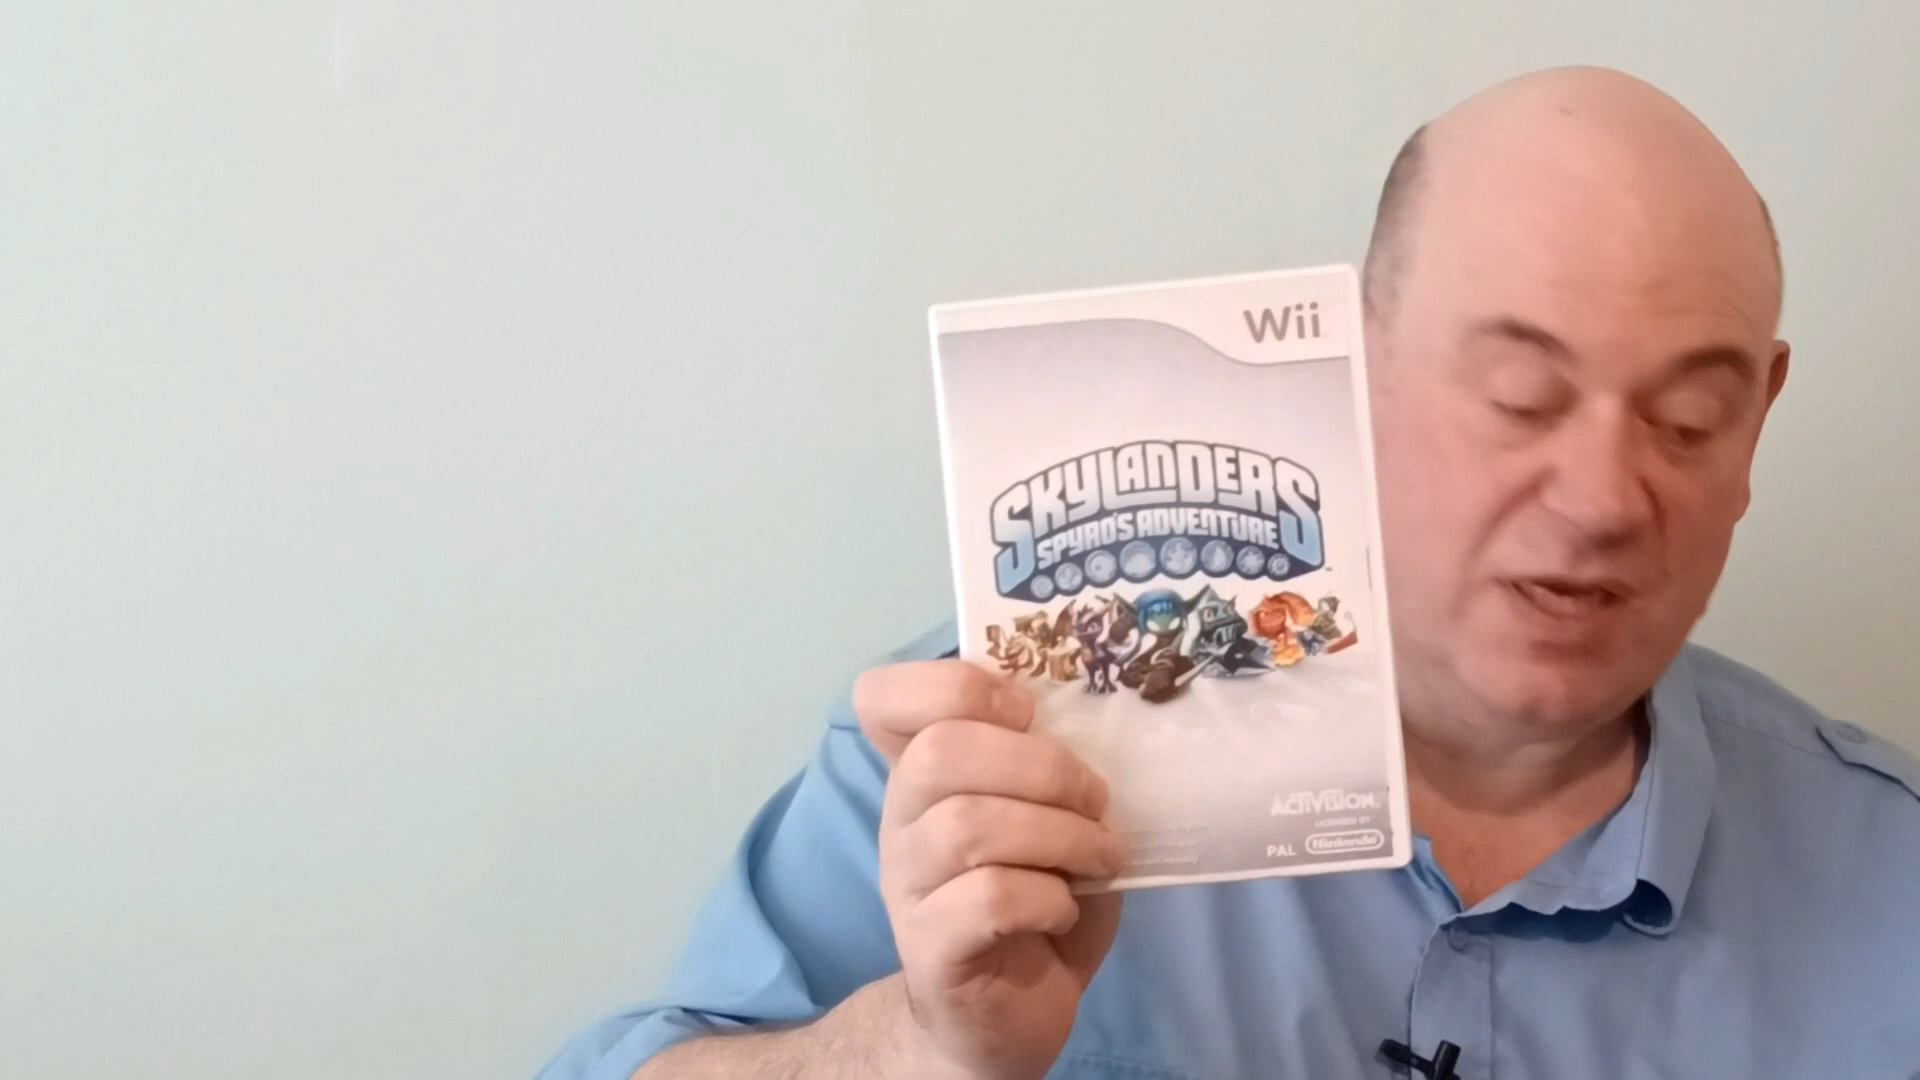 Wii
SKYLANDERS
SPYRO'S ADVENTURE
ACTIVISION
LICENSED BY
PAL Nintendo